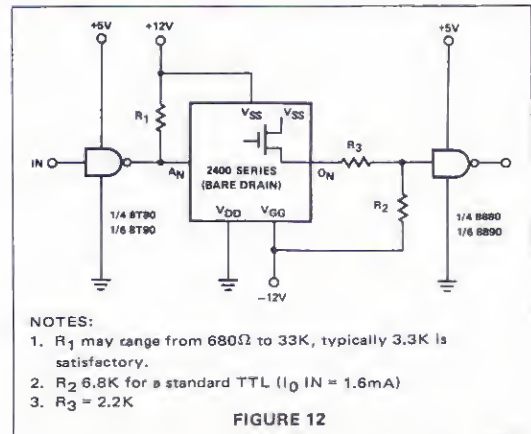 +5V
+12V
+5V
R1
VSS
VSS
IN
AN
2400 SERIES
(BARE DRAIN)
ON
R3
R2
1/4 8T80
1/6 8T90
VDD
VGG
1/4 8880
1/6 8890
-12V
NOTES:
1. R1 may range from 680Ω to 33K, typically 3.3K is
satisfactory.
2. R2 6.8K for a standard TTL (I0 IN = 1.6mA)
3. R3 = 2.2K
FIGURE 12